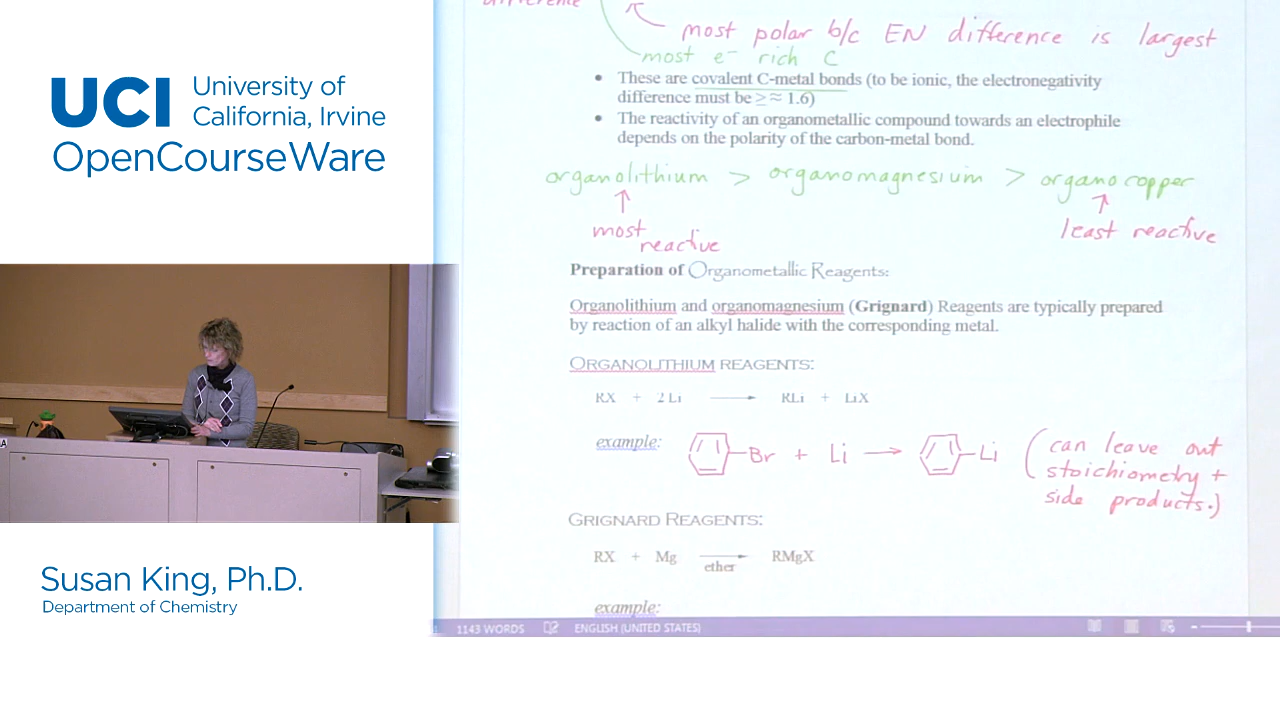 UCI University of
California, Irvine
OpenCourseWare
Susan King, Ph.D.
Department of Chemistry
difference
most polar b/c EN difference is largest
most e⁻ rich C
• These are covalent C-metal bonds (to be ionic, the electronegativity
difference must be ≥≈ 1.6)
• The reactivity of an organometallic compound towards an electrophile
depends on the polarity of the carbon-metal bond.
organolithium > organomagnesium > organocopper
↑ ↑
most reactive least reactive
Preparation of Organometallic Reagents:
Organolithium and organomagnesium (Grignard) Reagents are typically prepared
by reaction of an alkyl halide with the corresponding metal.
ORGANOLITHIUM REAGENTS:
RX + 2 Li → RLi + LiX
example: Br + Li → Li (can leave out
stoichiometry +
side products.)
GRIGNARD REAGENTS:
RX + Mg → RMgX
ether
example:
1143 WORDS ENGLISH (UNITED STATES)
A